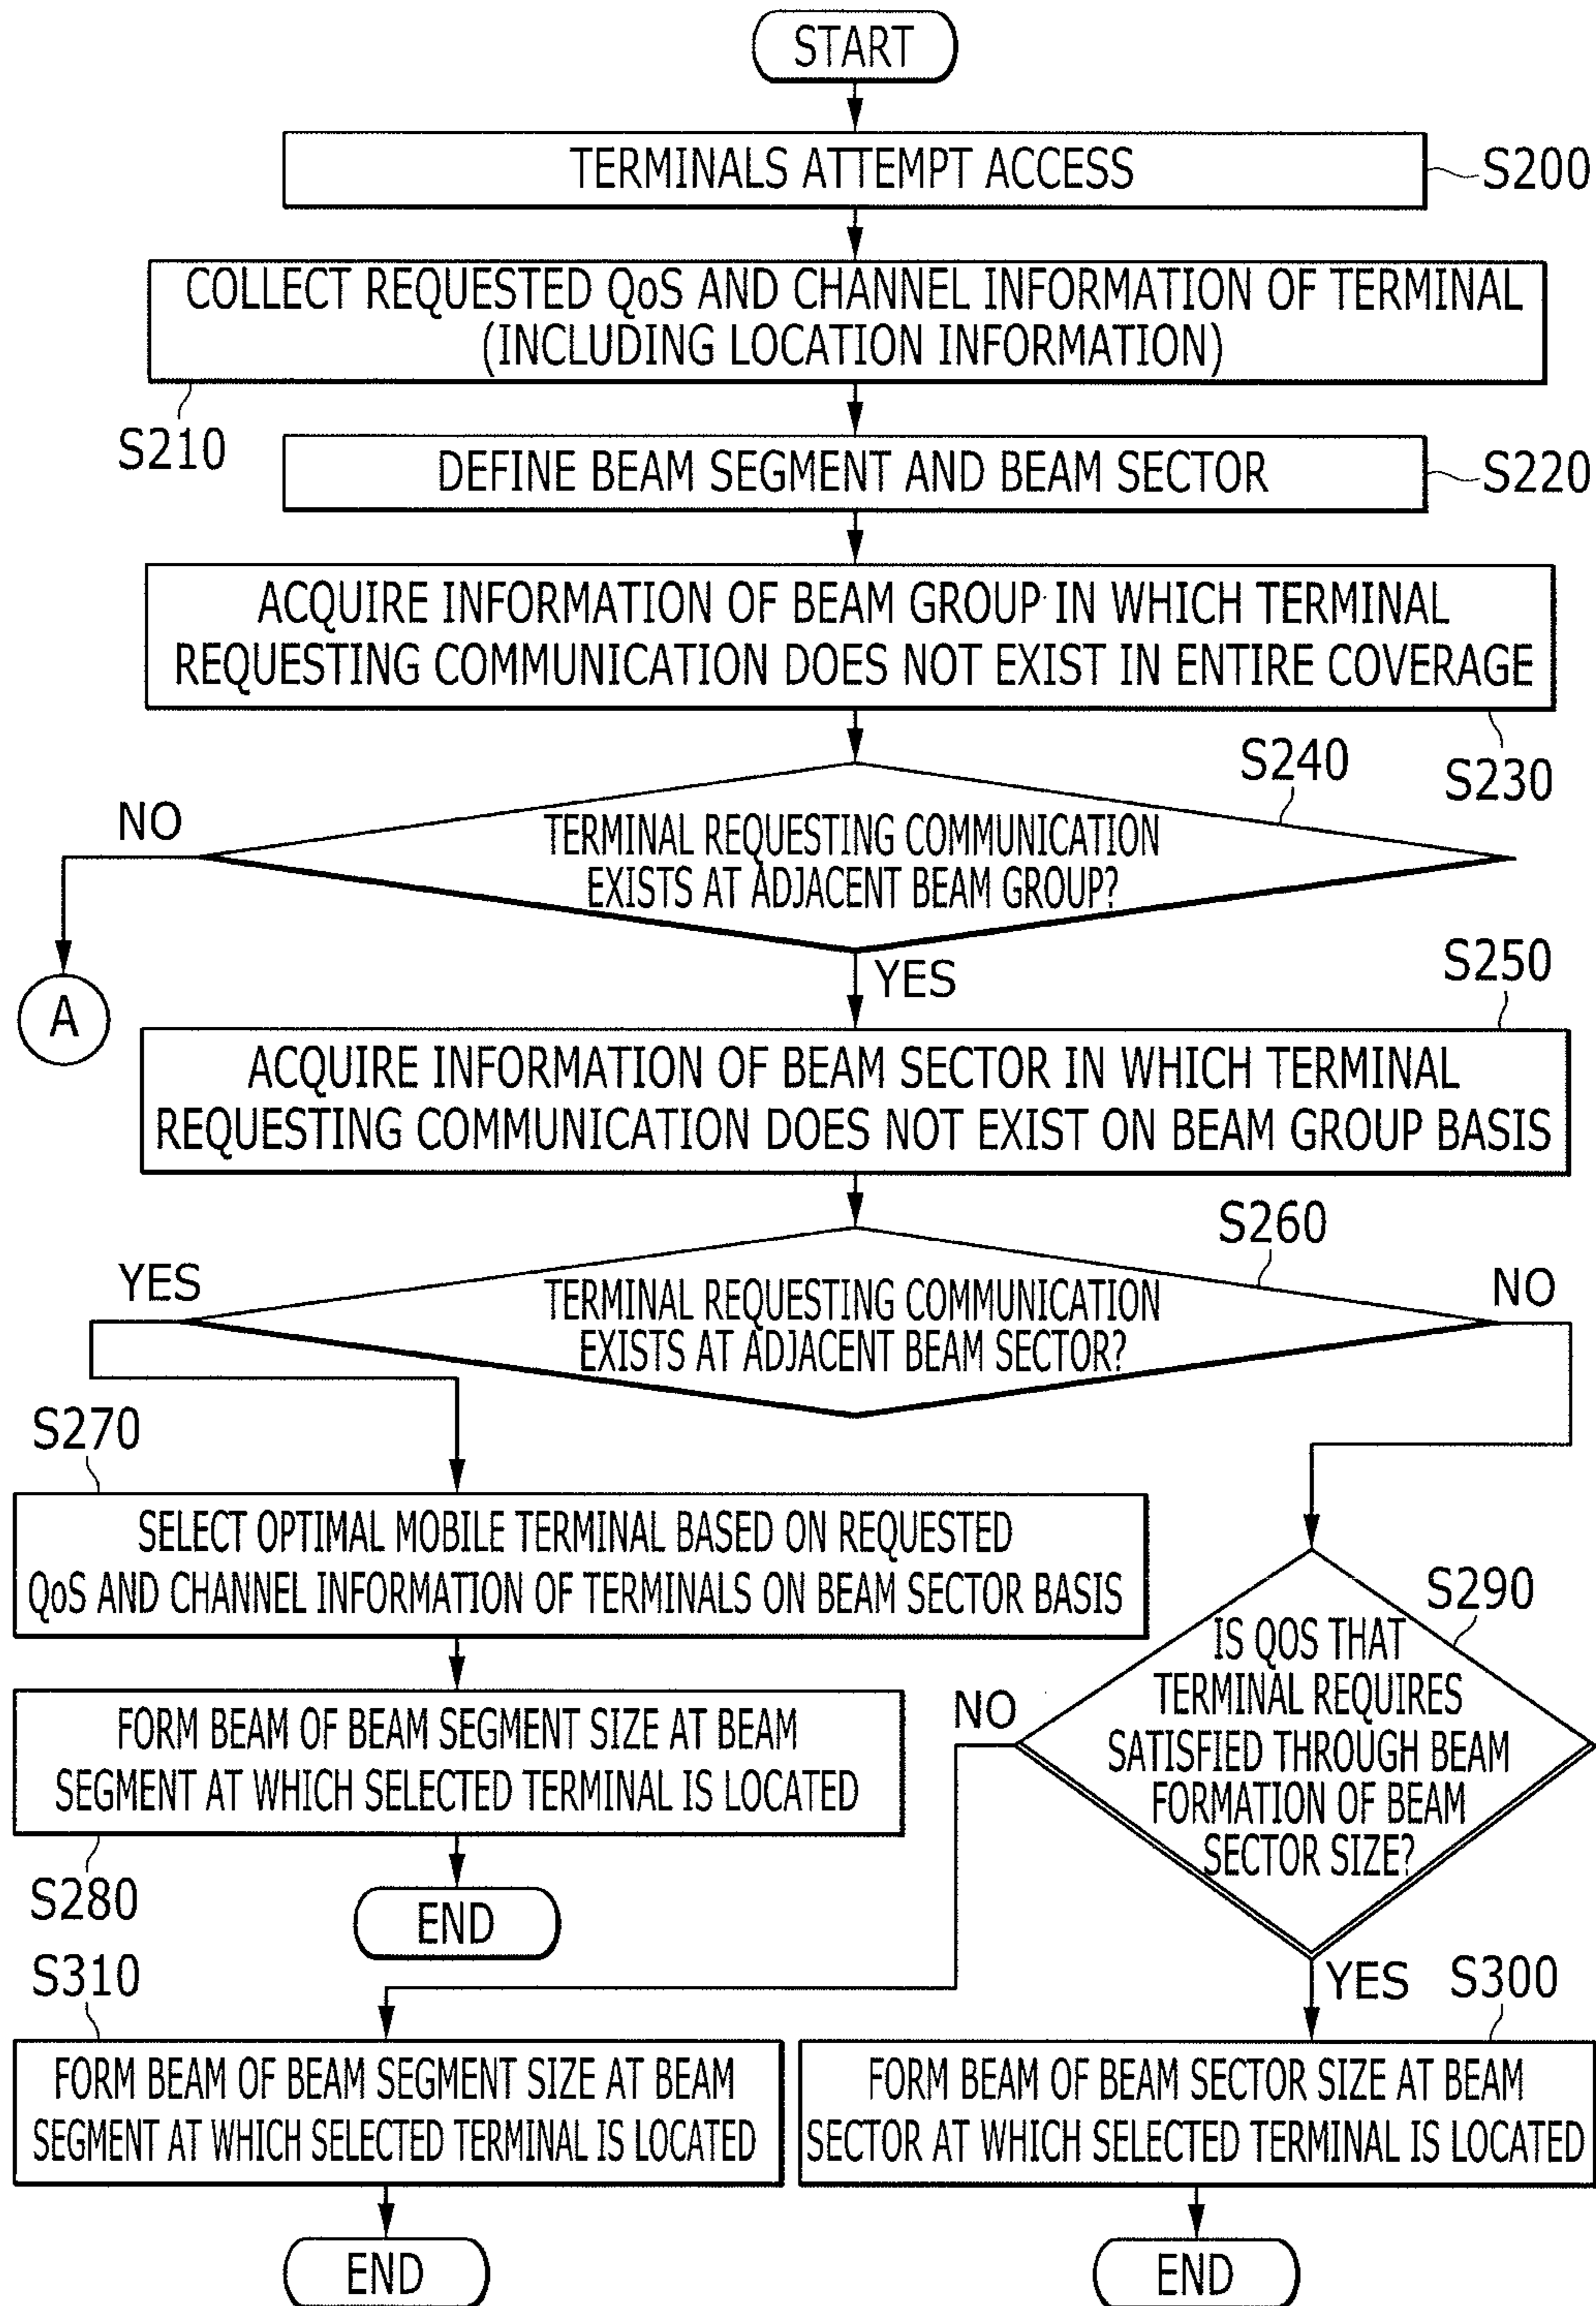 START
TERMINALS ATTEMPT ACCESS
S200
COLLECT REQUESTED QoS AND CHANNEL INFORMATION OF TERMINAL
(INCLUDING LOCATION INFORMATION)
S210
DEFINE BEAM SEGMENT AND BEAM SECTOR
S220
ACQUIRE INFORMATION OF BEAM GROUP IN WHICH TERMINAL
REQUESTING COMMUNICATION DOES NOT EXIST IN ENTIRE COVERAGE
S230
S240
NO
TERMINAL REQUESTING COMMUNICATION
EXISTS AT ADJACENT BEAM GROUP?
YES
A
S250
ACQUIRE INFORMATION OF BEAM SECTOR IN WHICH TERMINAL
REQUESTING COMMUNICATION DOES NOT EXIST ON BEAM GROUP BASIS
S260
YES
TERMINAL REQUESTING COMMUNICATION
EXISTS AT ADJACENT BEAM SECTOR?
NO
S270
SELECT OPTIMAL MOBILE TERMINAL BASED ON REQUESTED
QoS AND CHANNEL INFORMATION OF TERMINALS ON BEAM SECTOR BASIS
S290
IS QOS THAT
TERMINAL REQUIRES
SATISFIED THROUGH BEAM
FORMATION OF BEAM
SECTOR SIZE?
NO
FORM BEAM OF BEAM SEGMENT SIZE AT BEAM
SEGMENT AT WHICH SELECTED TERMINAL IS LOCATED
S280
END
S310
YES
S300
FORM BEAM OF BEAM SEGMENT SIZE AT BEAM
SEGMENT AT WHICH SELECTED TERMINAL IS LOCATED
FORM BEAM OF BEAM SECTOR SIZE AT BEAM
SECTOR AT WHICH SELECTED TERMINAL IS LOCATED
END
END